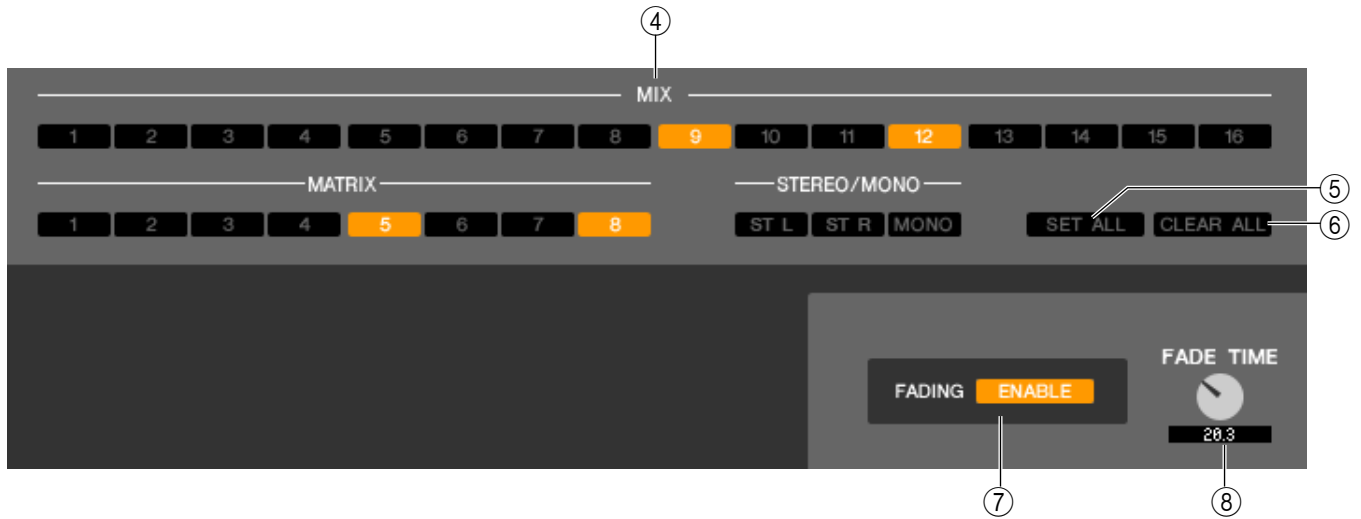 ④
MIX
1 2 3 4 5 6 7 8 9 10 11 12 13 14 15 16
MATRIX STEREO/MONO
⑤
1 2 3 4 5 6 7 8 ST L ST R MONO SET ALL CLEAR ALL
⑥
FADE TIME
FADING ENABLE
20.3
⑦ ⑧